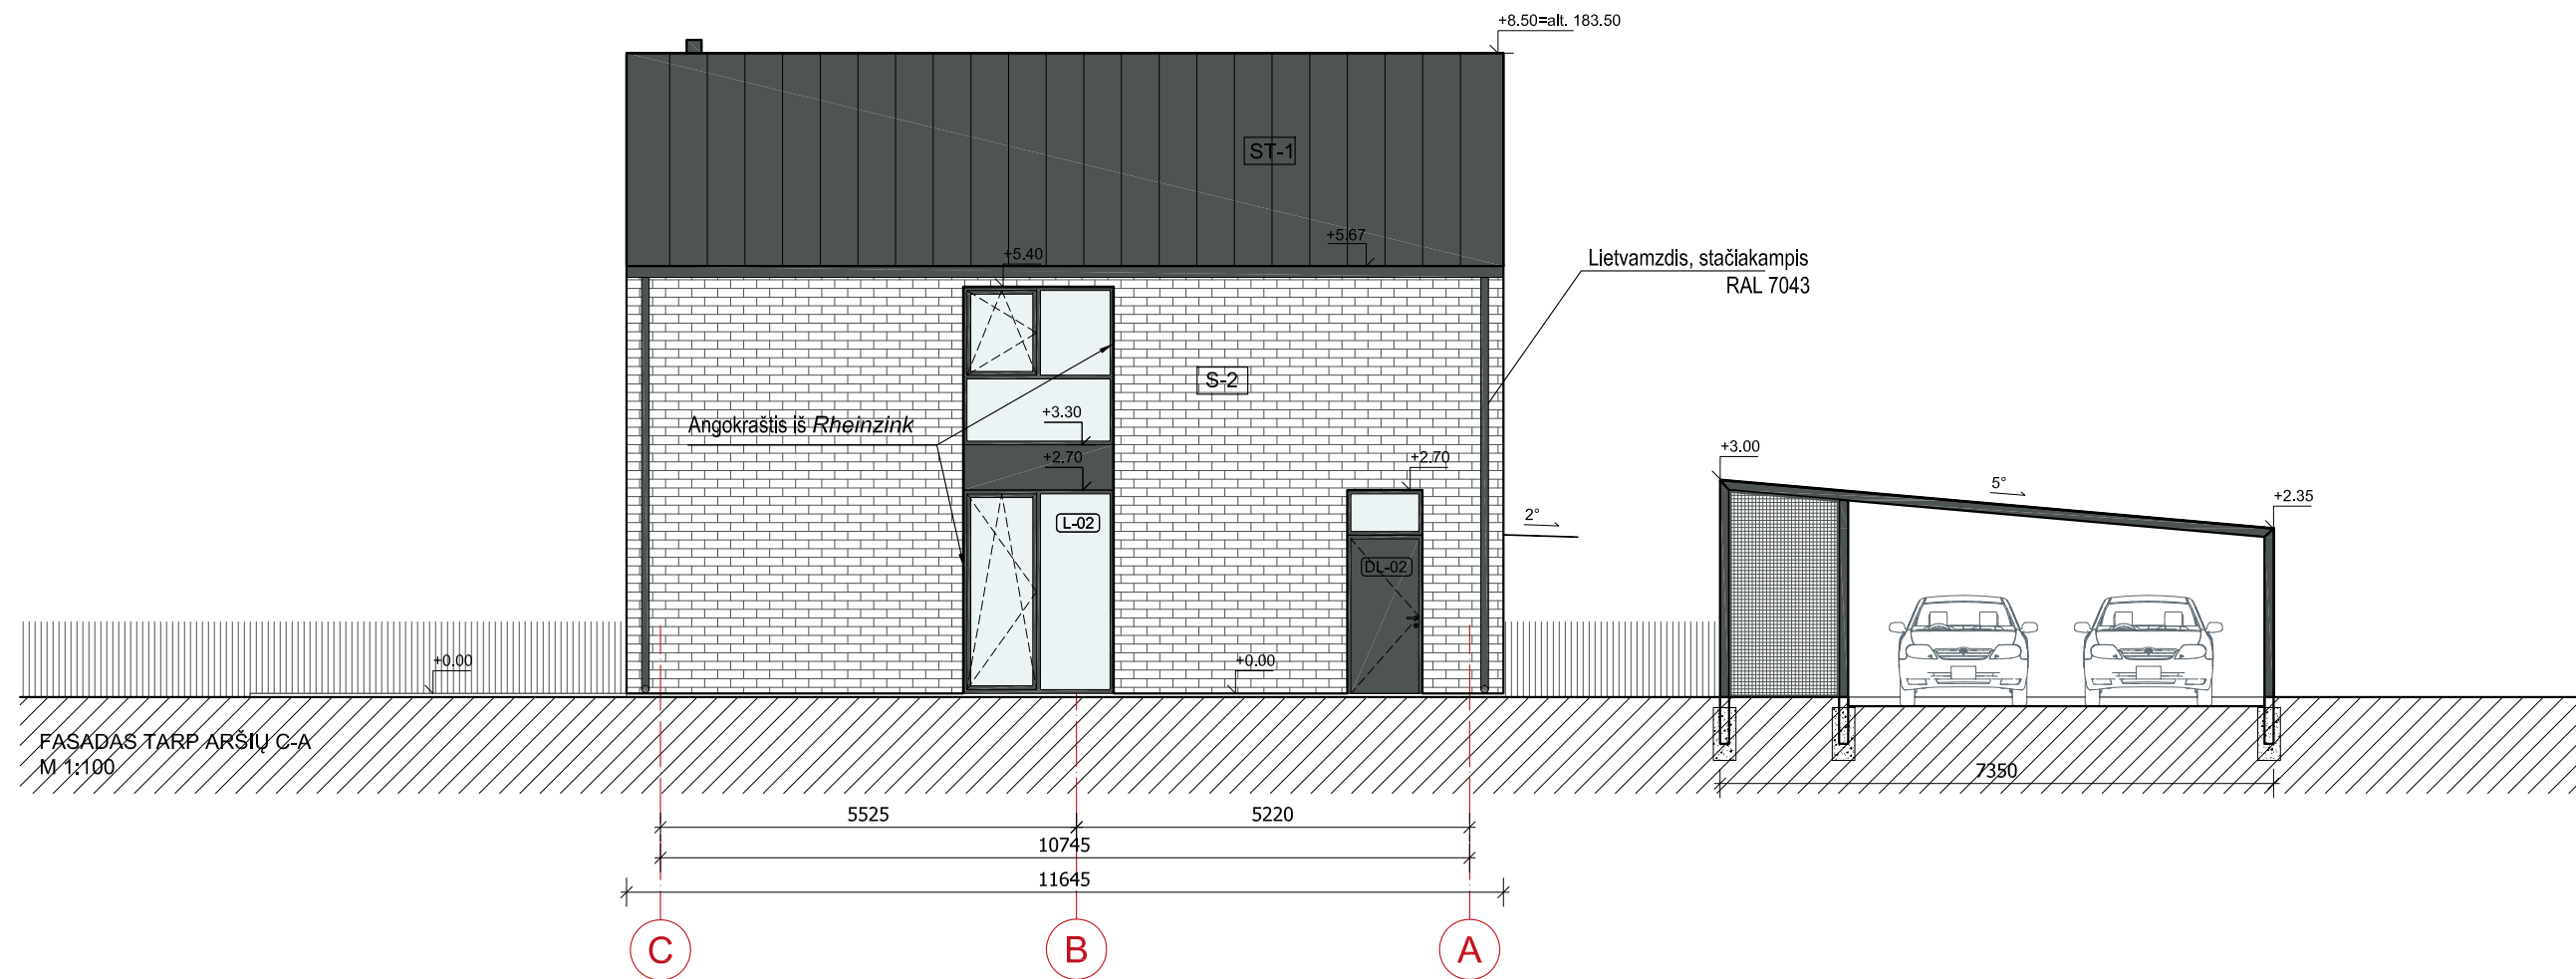 +8.50=alt. 183.50
ST-1
+5.67
+5.40
Lietvamzdis, stačiakampis
RAL 7043
S-2
+3.30
Angokraštis iš Rheinzink
+2.70
+2.70
+3.00
5°
+2.35
L-02
2°
DL-02
+0.00
+0.00
FASADAS TARP ARŠIŲ C-A
M 1:100
7350
5525
5220
10745
11645
C
B
A